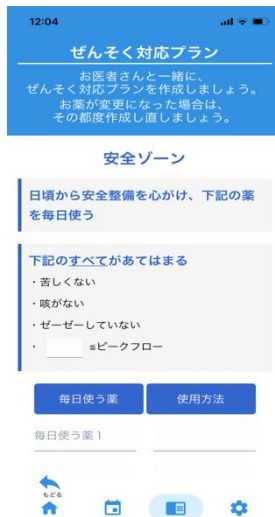 12:04
ぜんそく対応プラン
お医者さんと一緒に、
ぜんそく対応プランを作成しましょう。
お薬が変更になった場合は、
その都度作成し直しましょう。
安全ゾーン
日頃から安全整備を心がけ、下記の薬
を毎日使う
下記のすべてがあてはまる
・苦しくない
・咳がない
・ゼーゼーしていない
・ ≦ピークフロー
毎日使う薬 使用方法
毎日使う薬1
もどる